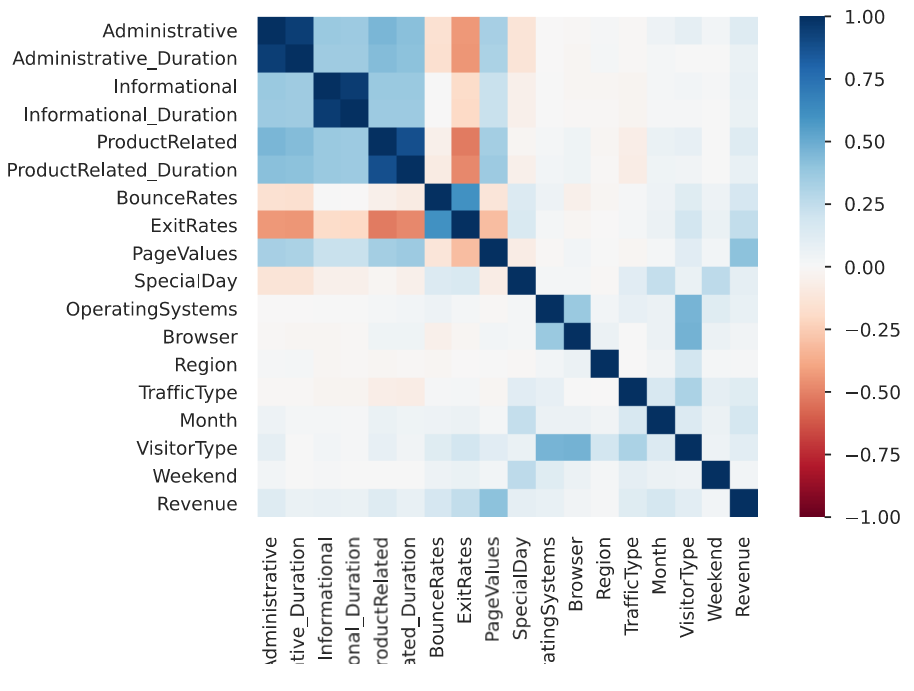 Administrative
Administrative_Duration
Informational
Informational_Duration
ProductRelated
ProductRelated_Duration
BounceRates
ExitRates
PageValues
SpecialDay
OperatingSystems
Browser
Region
TrafficType
Month
VisitorType
Weekend
Revenue
1.00
0.75
0.50
0.25
0.00
−0.25
−0.50
−0.75
−1.00
Administrative
tive_Duration
Informational
onal_Duration
roductRelated
ated_Duration
BounceRates
ExitRates
PageValues
SpecialDay
ratingSystems
Browser
Region
TrafficType
Month
VisitorType
Weekend
Revenue